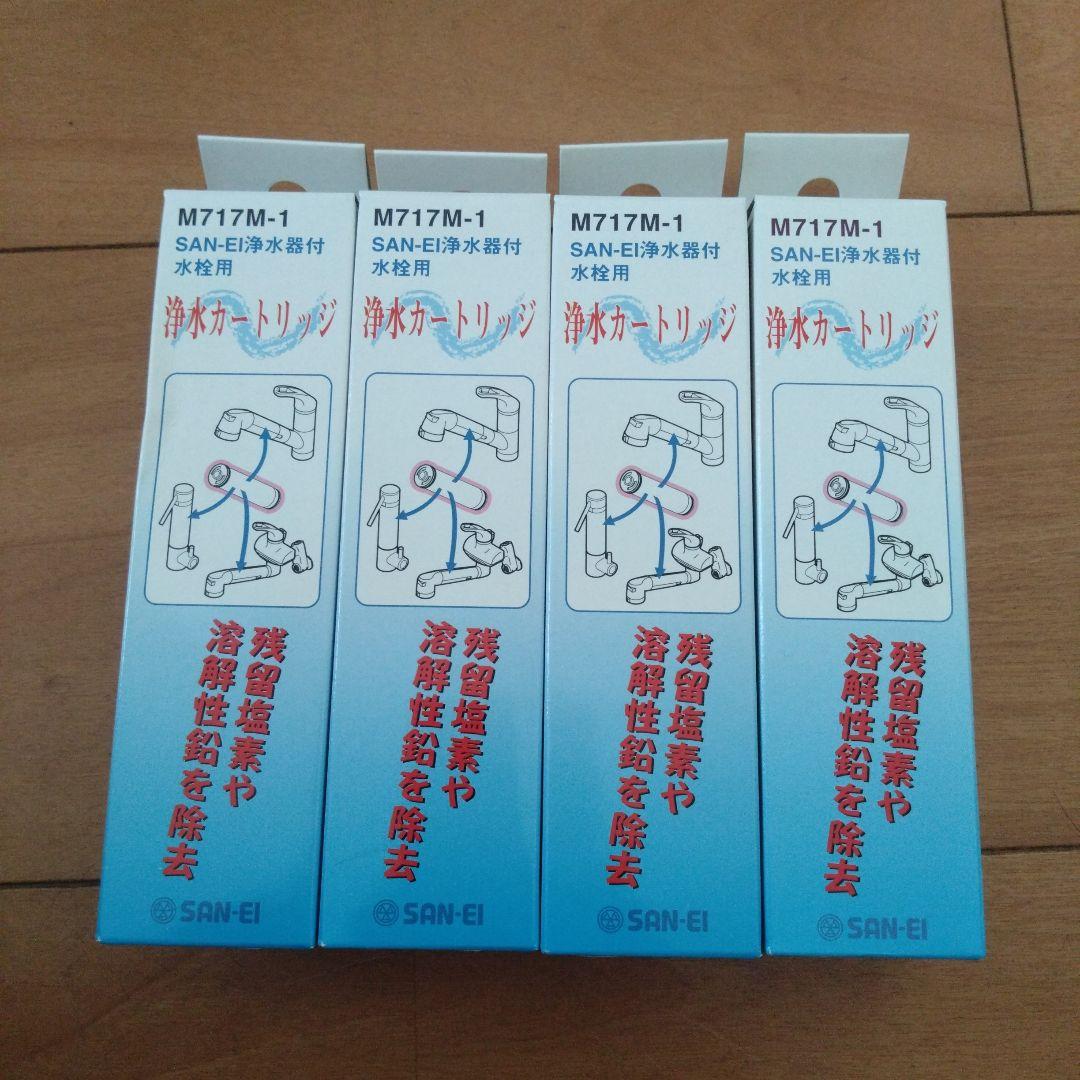 M717M-1
SAN-EI浄水器付
水栓用
浄水カートリッジ
残留塩素や
溶解性鉛を除去
SAN-EI
M717M-1
SAN-EI浄水器付
水栓用
浄水カートリッジ
残留塩素や
溶解性鉛を除去
SAN-EI
M717M-1
SAN-EI浄水器付
水栓用
浄水カートリッジ
残留塩素や
溶解性鉛を除去
SAN-EI
M717M-1
SAN-EI浄水器付
水栓用
浄水カートリッジ
残留塩素や
溶解性鉛を除去
SAN-EI